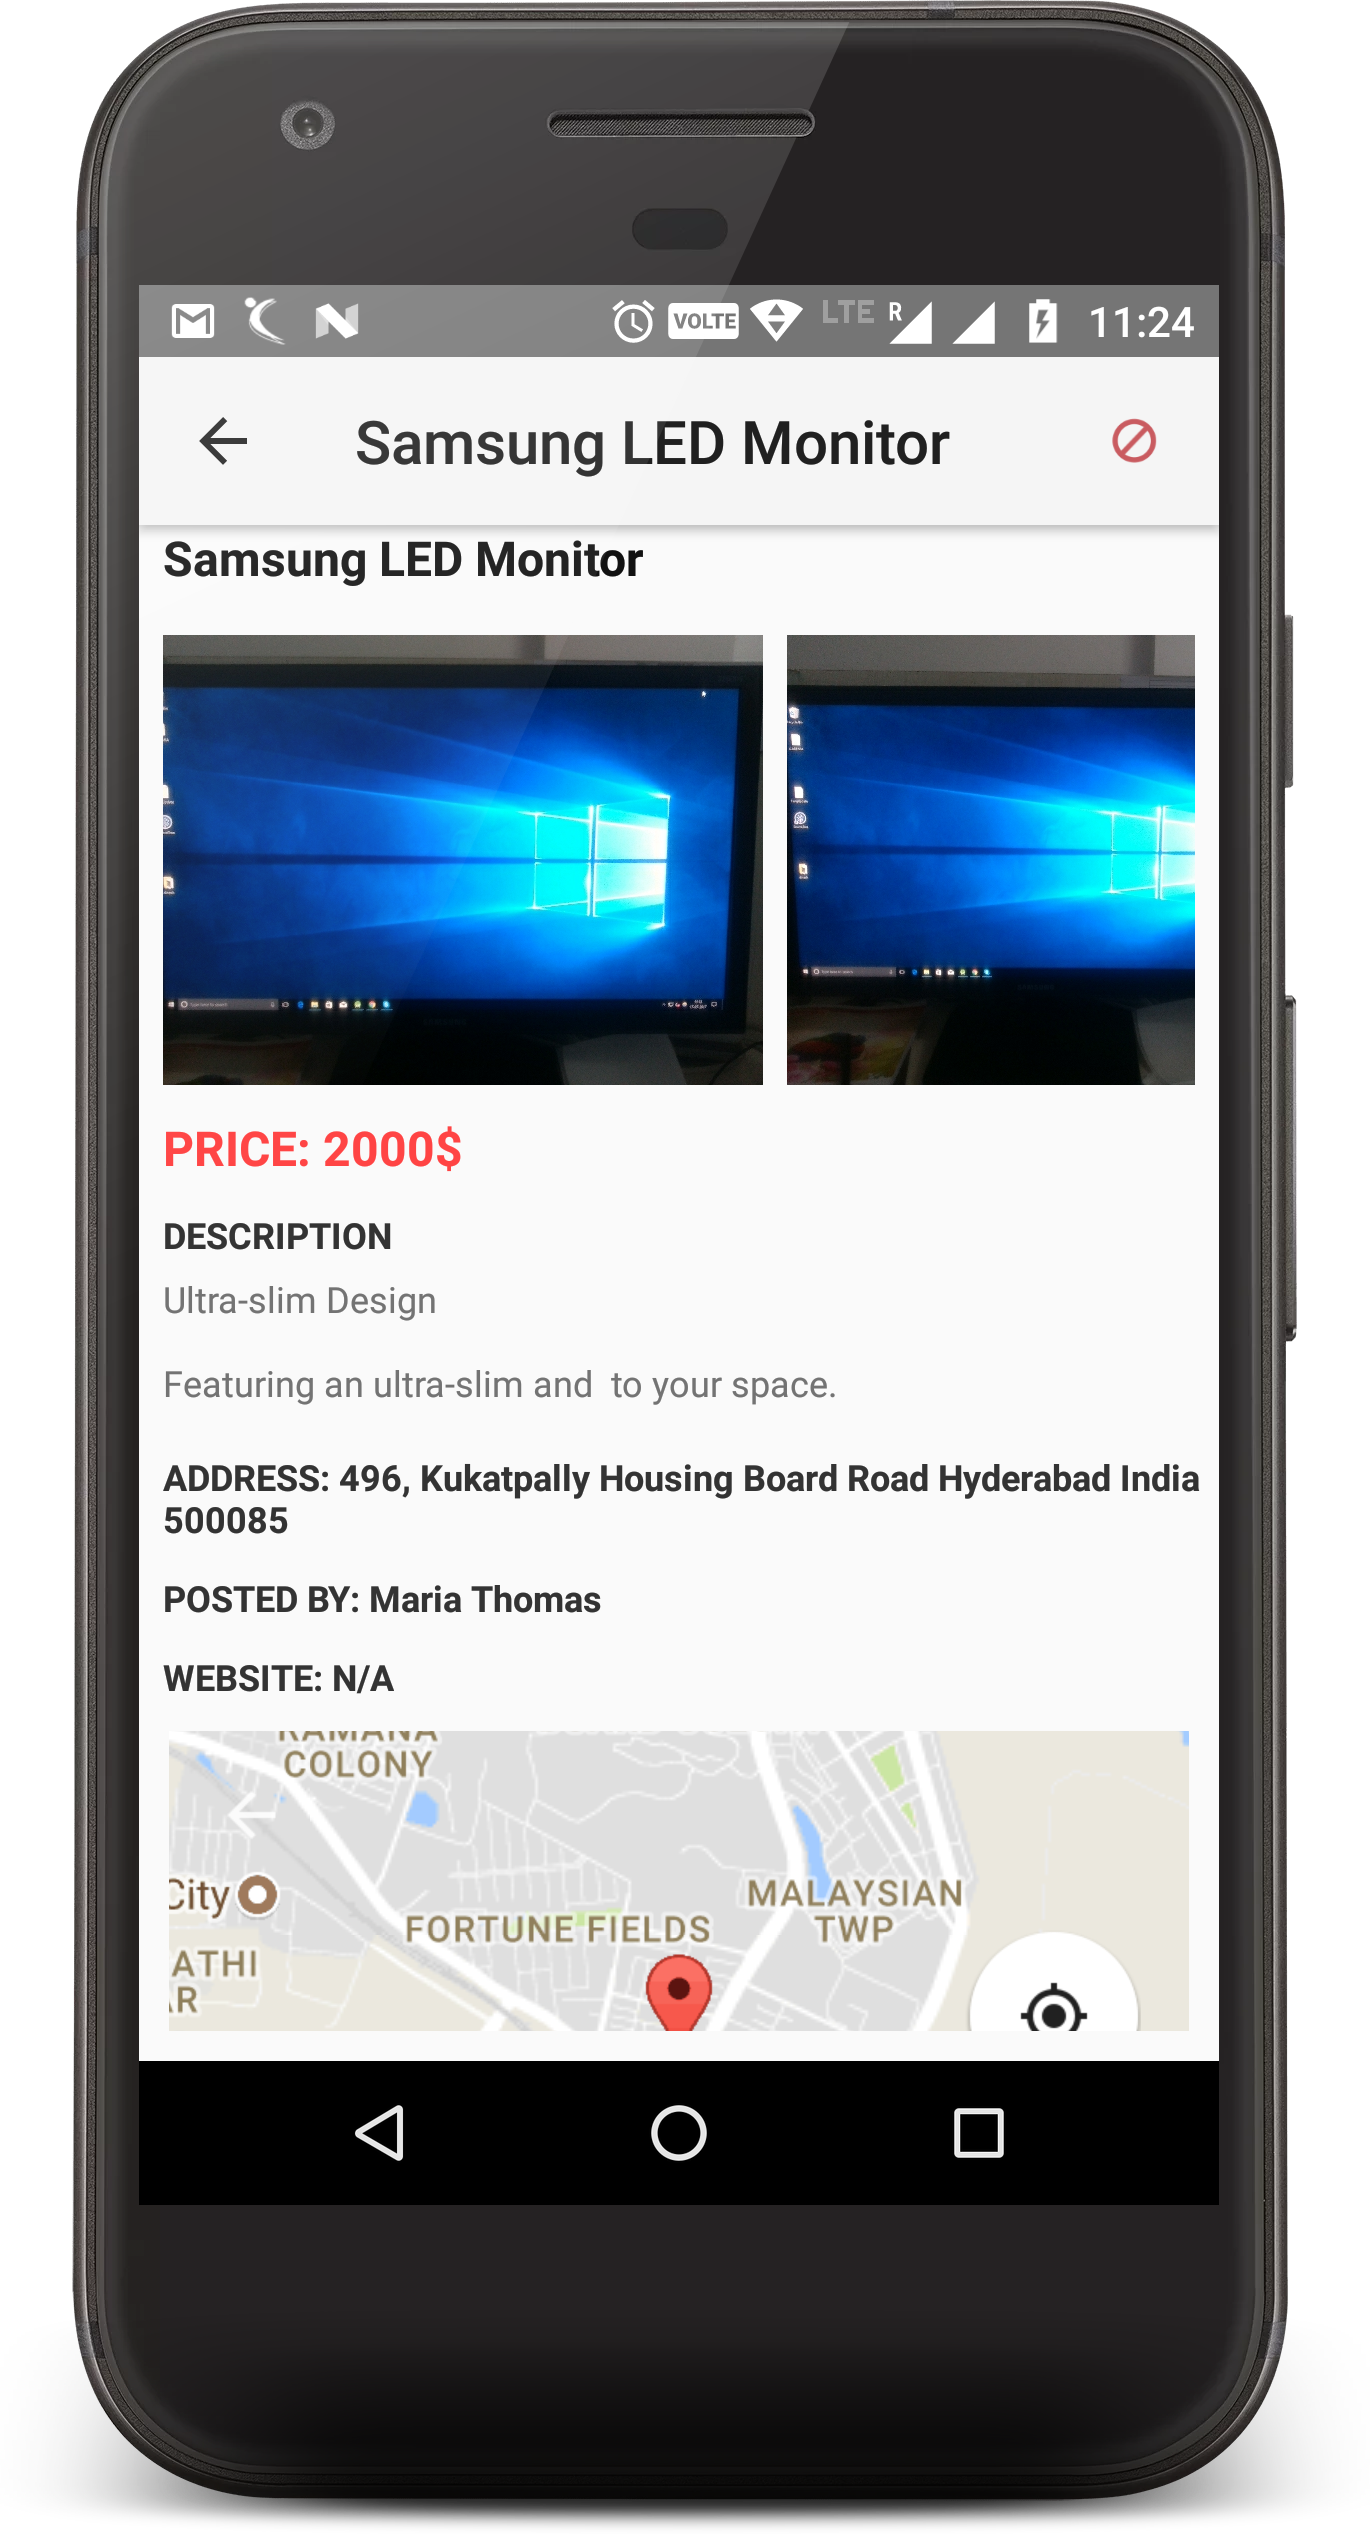 VOLTE LTE R 11:24
Samsung LED Monitor
Samsung LED Monitor
PRICE: 2000$
DESCRIPTION
Ultra-slim Design
Featuring an ultra-slim and  to your space.
ADDRESS: 496, Kukatpally Housing Board Road Hyderabad India
500085
POSTED BY: Maria Thomas
WEBSITE: N/A
RAMANA
COLONY
City
MALAYSIAN
TWP
FORTUNE FIELDS
ATHI
AR